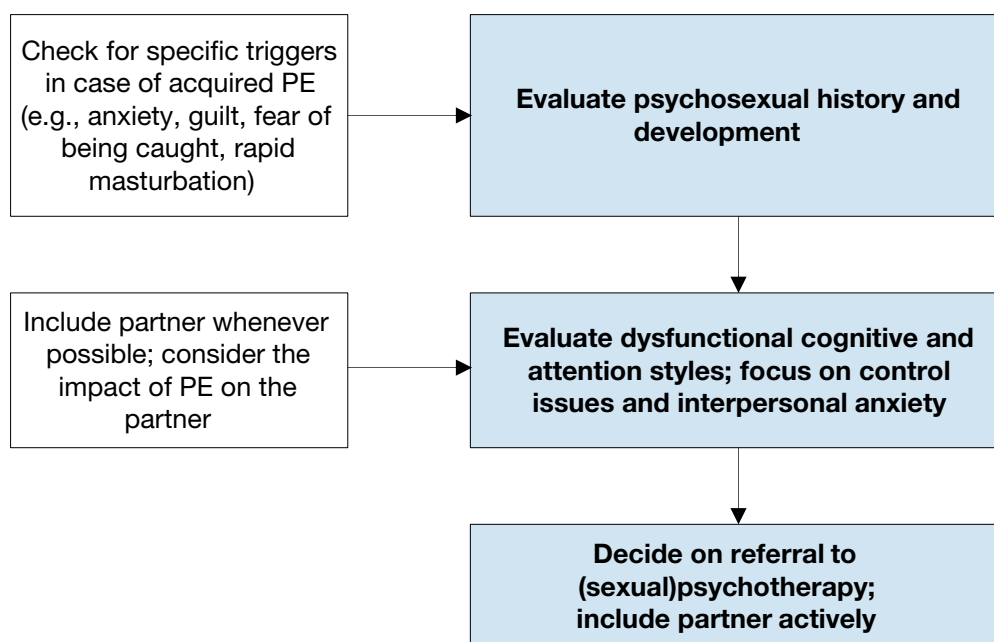 Check for specific triggers
in case of acquired PE
(e.g., anxiety, guilt, fear of
being caught, rapid
masturbation)
Evaluate psychosexual history and
development
Include partner whenever
possible; consider the
impact of PE on the
partner
Evaluate dysfunctional cognitive and
attention styles; focus on control
issues and interpersonal anxiety
Decide on referral to
(sexual)psychotherapy;
include partner actively